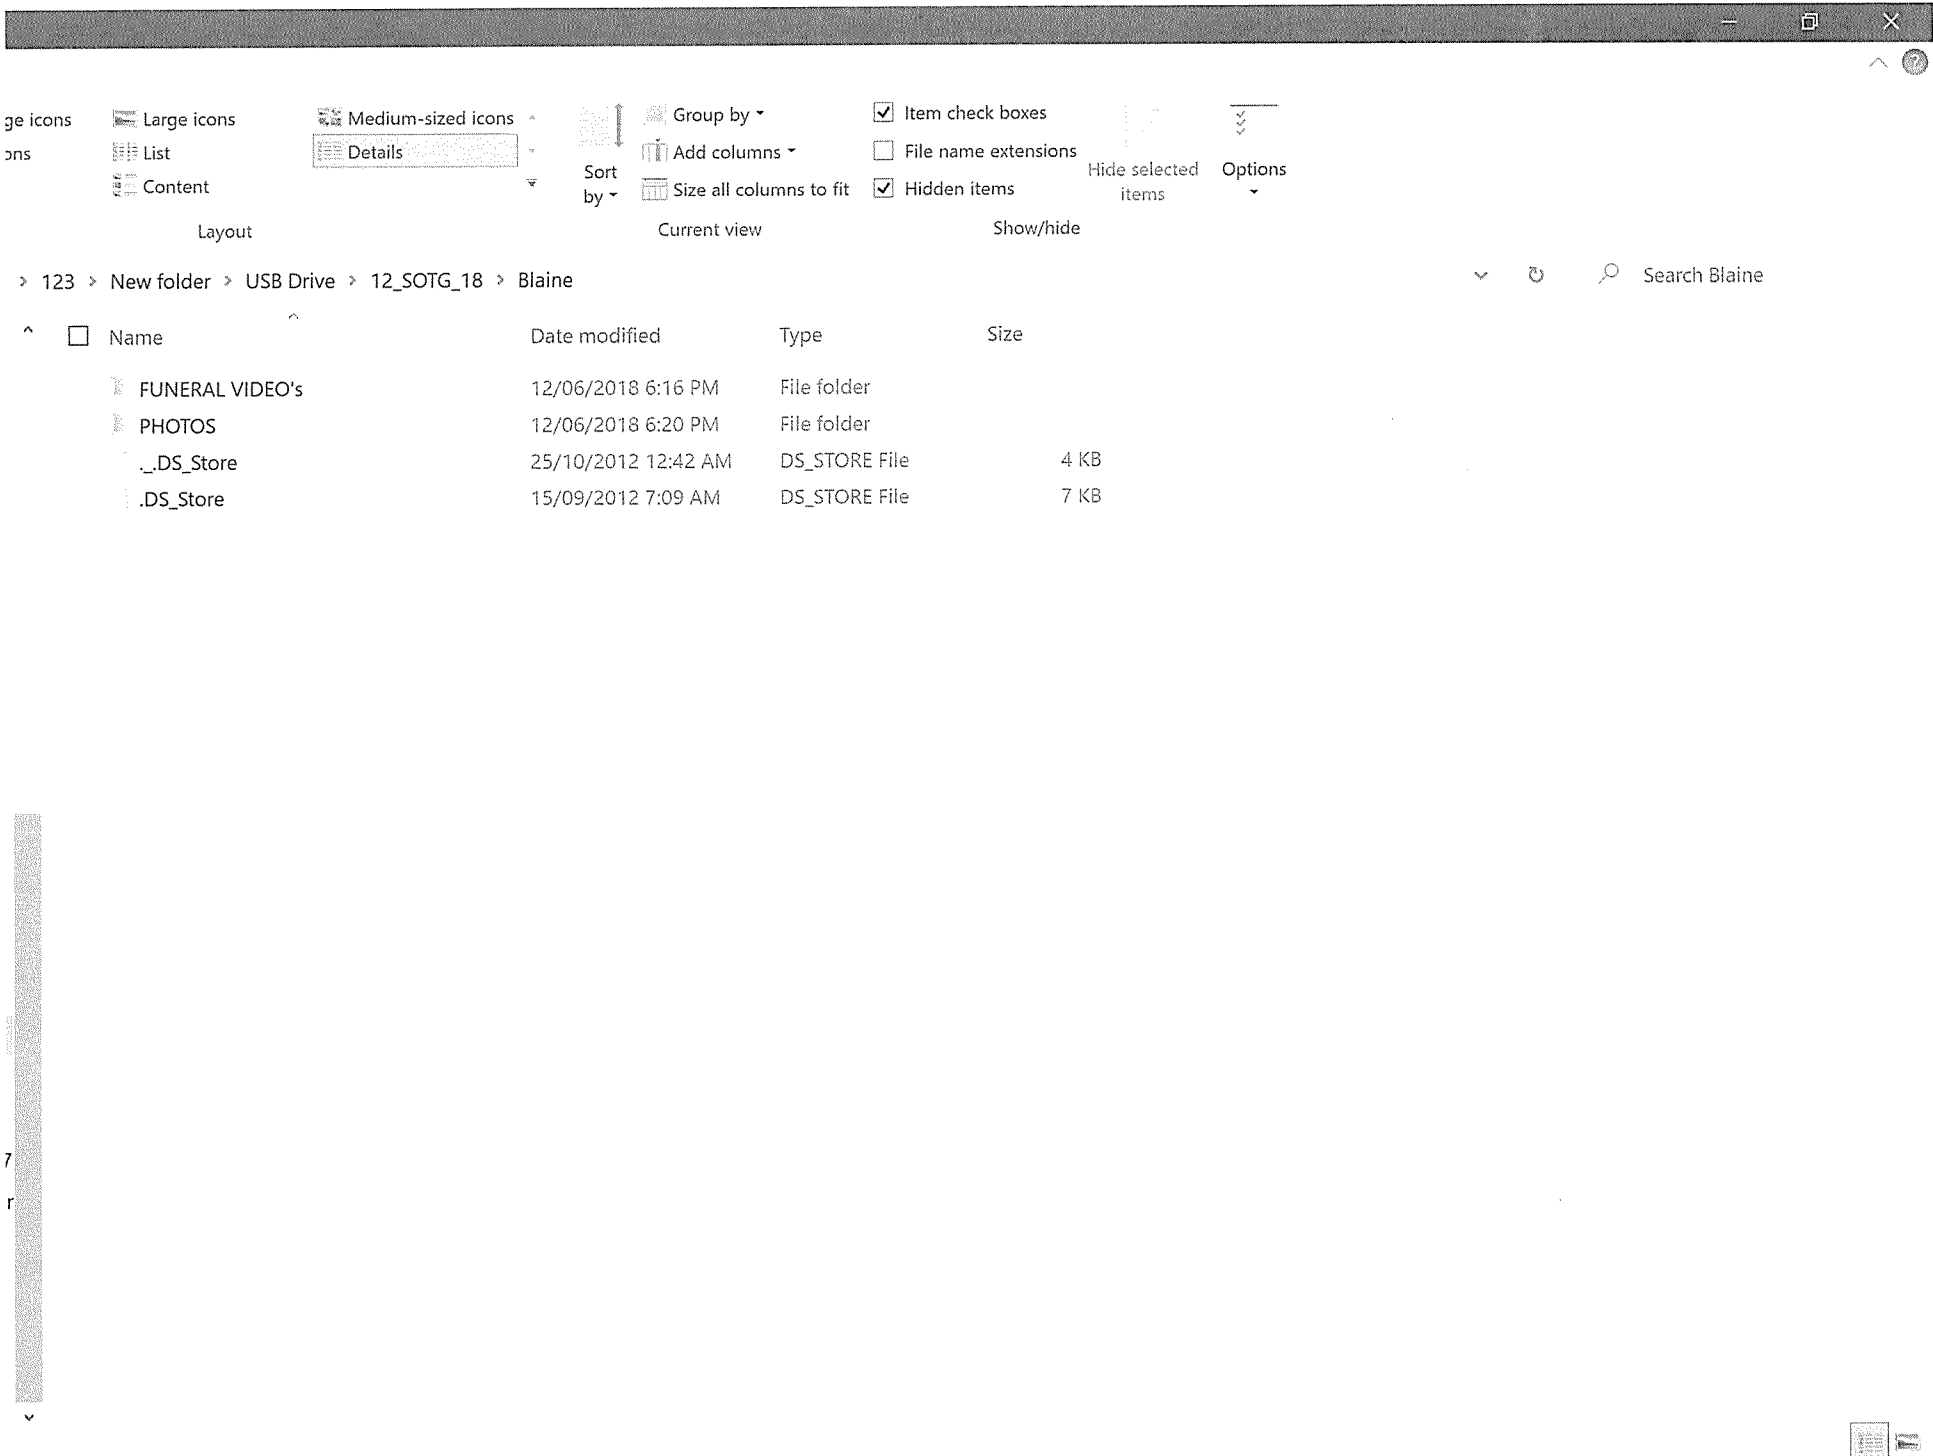 ge icons Large icons Medium-sized icons
ons List Details
Content
Sort by
Group by
Add columns
Size all columns to fit
Item check boxes
File name extensions
Hidden items
Hide selected items
Options
Layout Current view Show/hide
> 123 > New folder > USB Drive > 12_SOTG_18 > Blaine Search Blaine
Name Date modified Type Size
FUNERAL VIDEO's 12/06/2018 6:16 PM File folder
PHOTOS 12/06/2018 6:20 PM File folder
._.DS_Store 25/10/2012 12:42 AM DS_STORE File 4 KB
.DS_Store 15/09/2012 7:09 AM DS_STORE File 7 KB
7
r